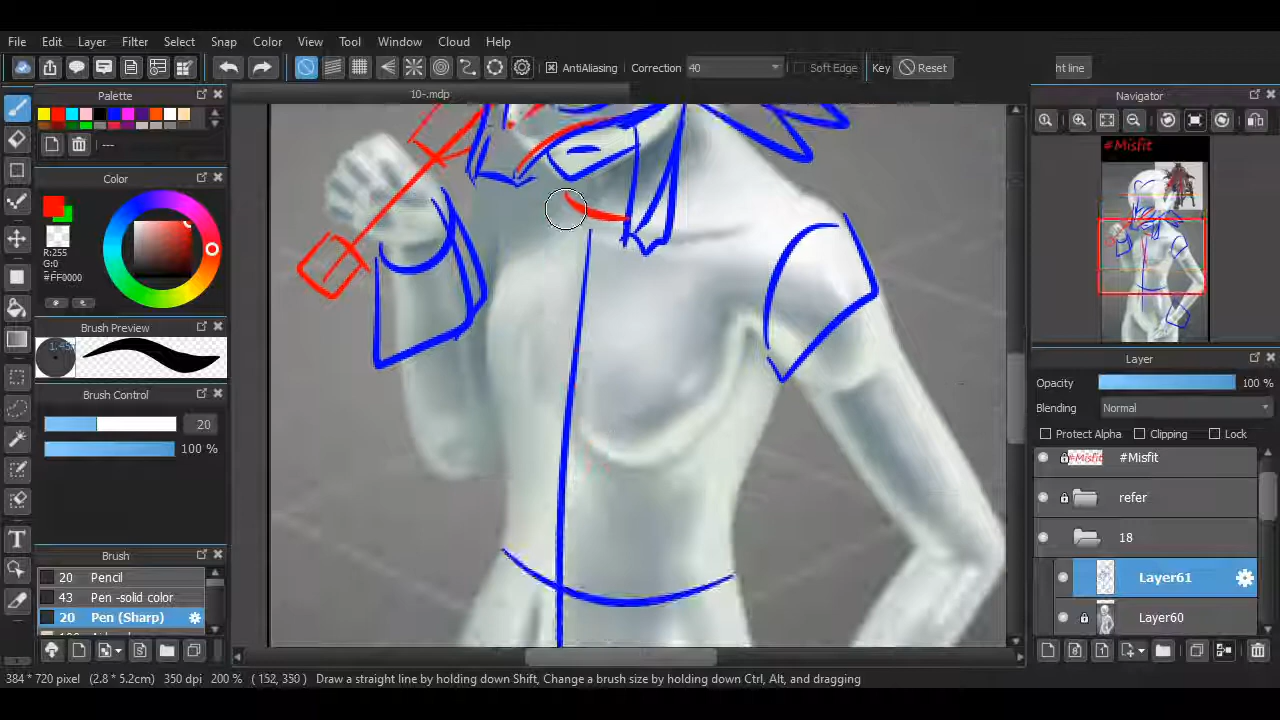 File Edit Layer Filter Select Snap Color View Tool Window Cloud Help
AntiAliasing Correction 40 Soft Edge Key Reset ht line
Palette
10-.mdp
Navigator
---
#Misfit
Color
R:255
G:0
#FF0000
Brush Preview
Brush Control
20
100 %
Layer
Opacity 100 %
Blending Normal
Protect Alpha Clipping Lock
#Misfit #Misfit
refer
18
Layer61
Layer60
Brush
20 Pencil
43 Pen -solid color
20 Pen (Sharp)
384 * 720 pixel (2.8 * 5.2cm) 350 dpi 200 % ( 152, 330 ) Draw a straight line by holding down Shift, Change a brush size by holding down Ctrl, Alt, and dragging